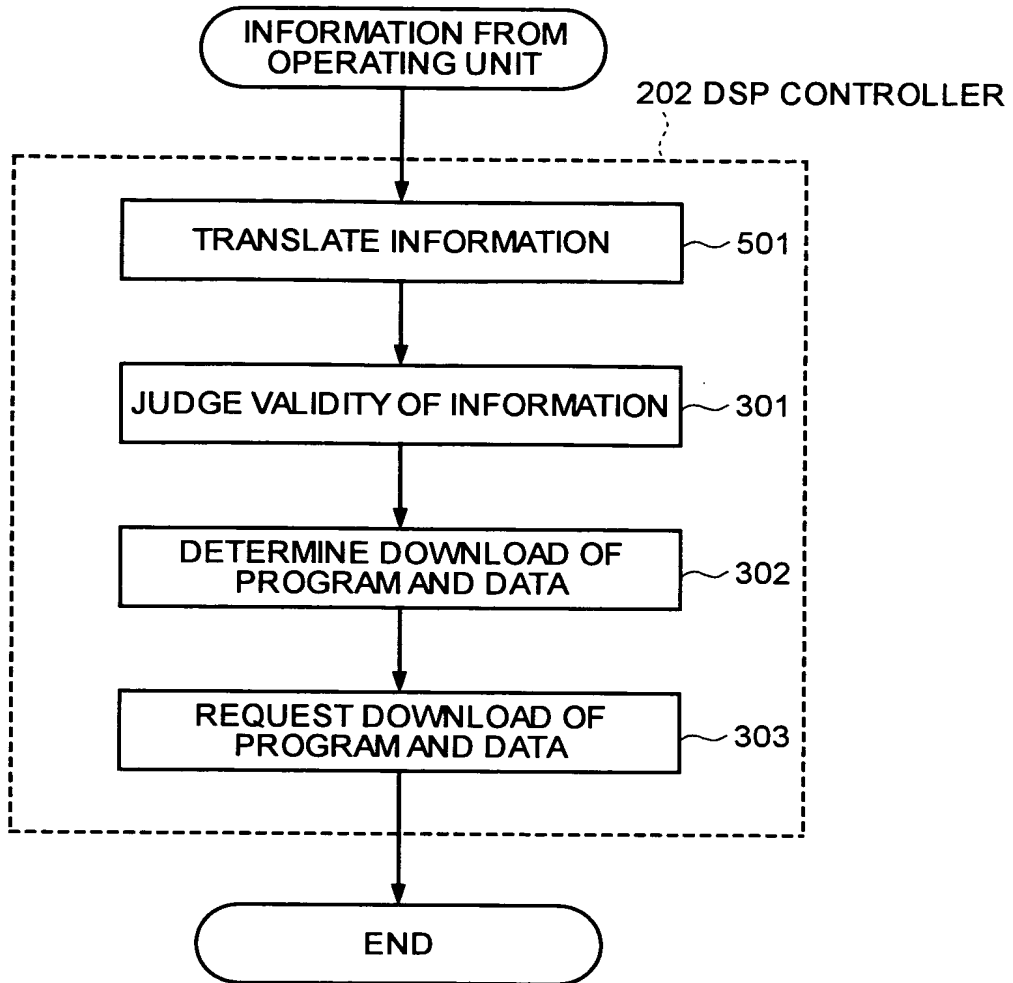 INFORMATION FROM
OPERATING UNIT
202 DSP CONTROLLER
TRANSLATE INFORMATION
501
JUDGE VALIDITY OF INFORMATION
301
DETERMINE DOWNLOAD OF
PROGRAM AND DATA
302
REQUEST DOWNLOAD OF
PROGRAM AND DATA
303
END